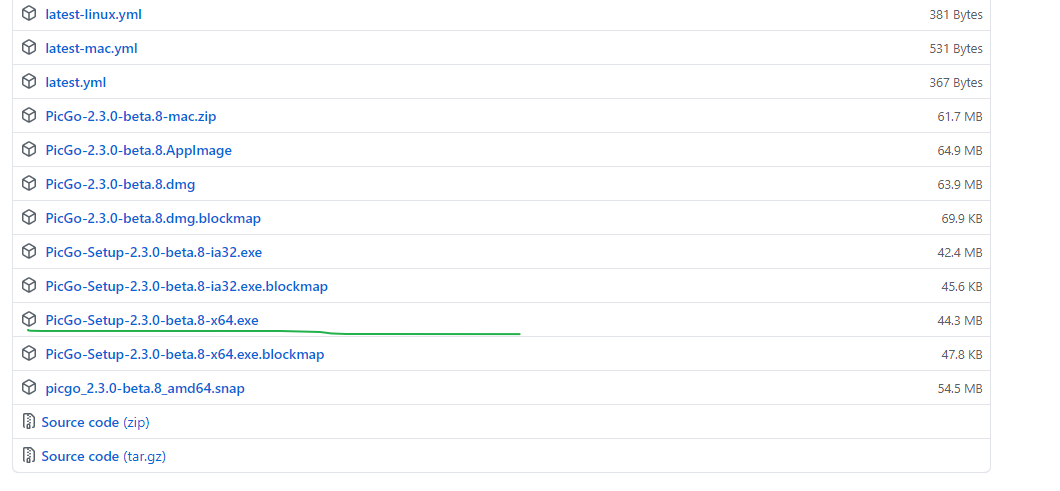 latest-linux.yml 381 Bytes
latest-mac.yml 531 Bytes
latest.yml 367 Bytes
PicGo-2.3.0-beta.8-mac.zip 61.7 MB
PicGo-2.3.0-beta.8.AppImage 64.9 MB
PicGo-2.3.0-beta.8.dmg 63.9 MB
PicGo-2.3.0-beta.8.dmg.blockmap 69.9 KB
PicGo-Setup-2.3.0-beta.8-ia32.exe 42.4 MB
PicGo-Setup-2.3.0-beta.8-ia32.exe.blockmap 45.6 KB
PicGo-Setup-2.3.0-beta.8-x64.exe 44.3 MB
PicGo-Setup-2.3.0-beta.8-x64.exe.blockmap 47.8 KB
picgo_2.3.0-beta.8_amd64.snap 54.5 MB
Source code (zip)
Source code (tar.gz)